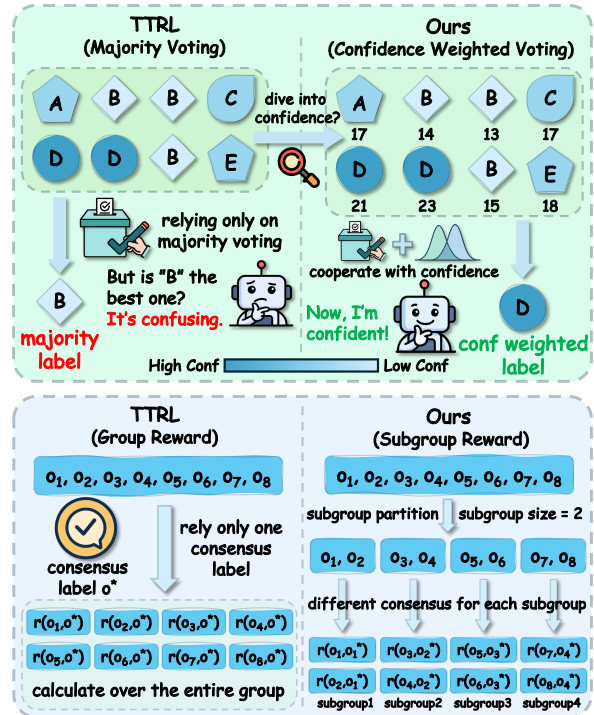 TTRL
(Majority Voting)
A B B C
D D B E
relying only on
majority voting
But is "B" the
best one?
It's confusing.
B
majority
label
dive into
confidence?
Ours
(Confidence Weighted Voting)
A B B C
17 14 13 17
D D B E
21 23 15 18
cooperate with confidence
Now, I'm
confident!
D
conf weighted
label
High Conf Low Conf
TTRL
(Group Reward)
o₁, o₂, o₃, o₄, o₅, o₆, o₇, o₈
consensus
label o*
rely only one
consensus
label
r(o₁,o*) r(o₂,o*) r(o₃,o*) r(o₄,o*)
r(o₅,o*) r(o₆,o*) r(o₇,o*) r(o₈,o*)
calculate over the entire group
Ours
(Subgroup Reward)
o₁, o₂, o₃, o₄, o₅, o₆, o₇, o₈
subgroup partition subgroup size = 2
o₁, o₂ o₃, o₄ o₅, o₆ o₇, o₈
different consensus for each subgroup
r(o₁,o₁*) r(o₃,o₂*) r(o₅,o₃*) r(o₇,o₄*)
r(o₂,o₁*) r(o₄,o₂*) r(o₆,o₃*) r(o₈,o₄*)
subgroup1 subgroup2 subgroup3 subgroup4